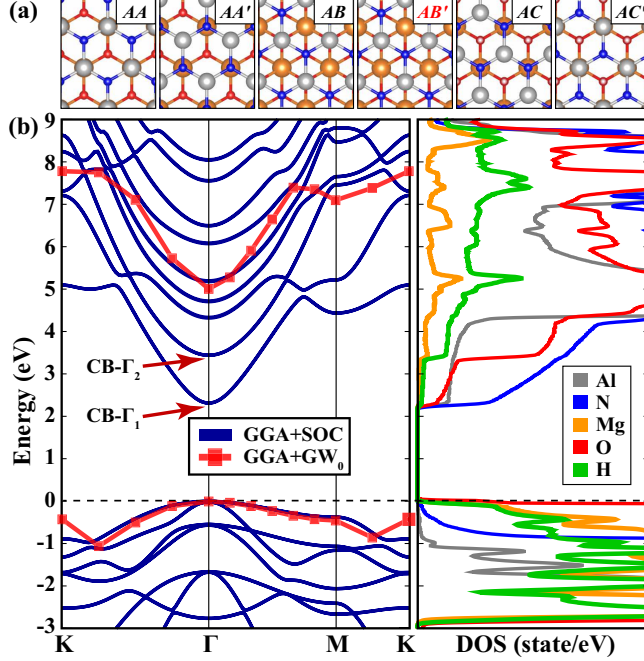 (a) AA AA' AB AB' AC AC'
(b)
9
8
7
6
5
4
3
2
1
0
-1
-2
-3
Energy (eV)
CB-Γ2
CB-Γ1
GGA+SOC
GGA+GW0
Al
N
Mg
O
H
K Γ M K
DOS (state/eV)